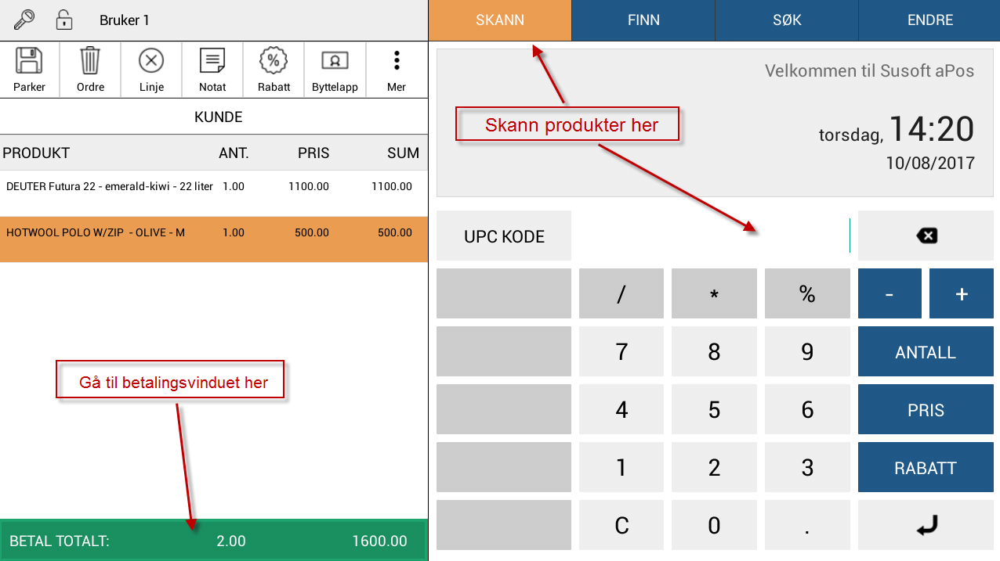 Bruker 1
SKANN FINN SØK ENDRE
Parker Ordre Linje Notat Rabatt Byttelapp Mer
KUNDE
PRODUKT ANT. PRIS SUM
DEUTER Futura 22 - emerald-kiwi - 22 liter 1.00 1100.00 1100.00
HOTWOOL POLO W/ZIP - OLIVE - M 1.00 500.00 500.00
Gå til betalingsvinduet her
BETAL TOTALT: 2.00 1600.00
Velkommen til Susoft aPos
Skann produkter her
torsdag, 14:20
10/08/2017
UPC KODE
/ * % - +
7 8 9 ANTALL
4 5 6 PRIS
1 2 3 RABATT
C 0 .